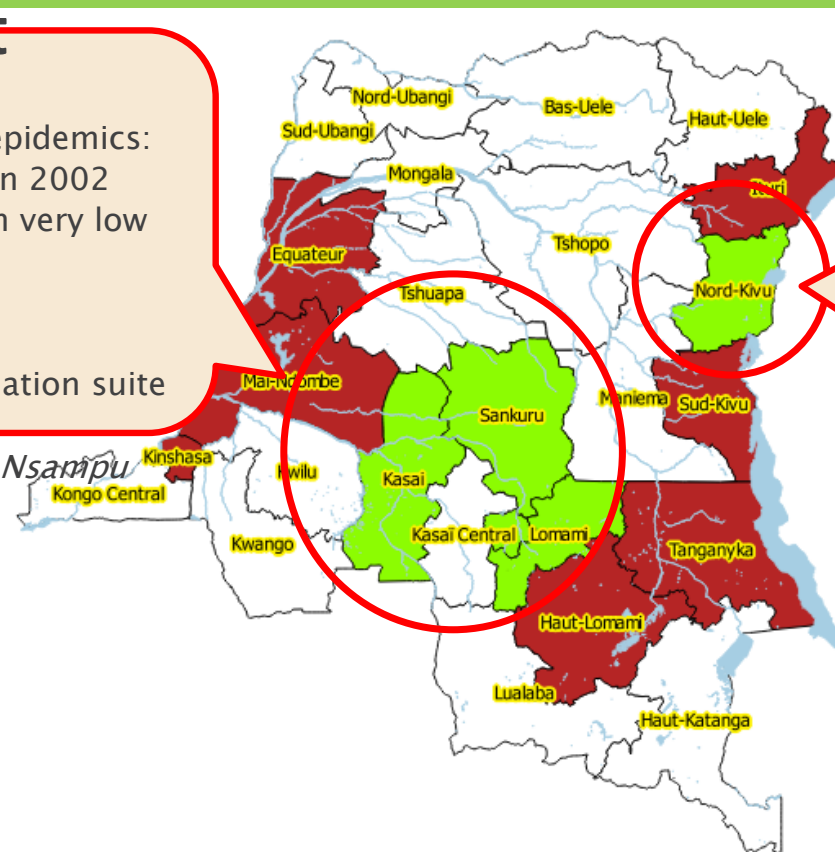 epidemics:
n 2002
very low
ation suite
Nsampu
Nord-Ubangi
Bas-Uele
Haut-Uele
Sud-Ubangi
Mongala
Ituri
Equateur
Tshopo
Nord-Kivu
Tshuapa
Mai-Ndombe
Maniema
Sud-Kivu
Sankuru
Kinshasa
Kwilu
Kasai
Kongo Central
Kwango
Kasaï Central
Lomami
Tanganyka
Haut-Lomami
Lualaba
Haut-Katanga